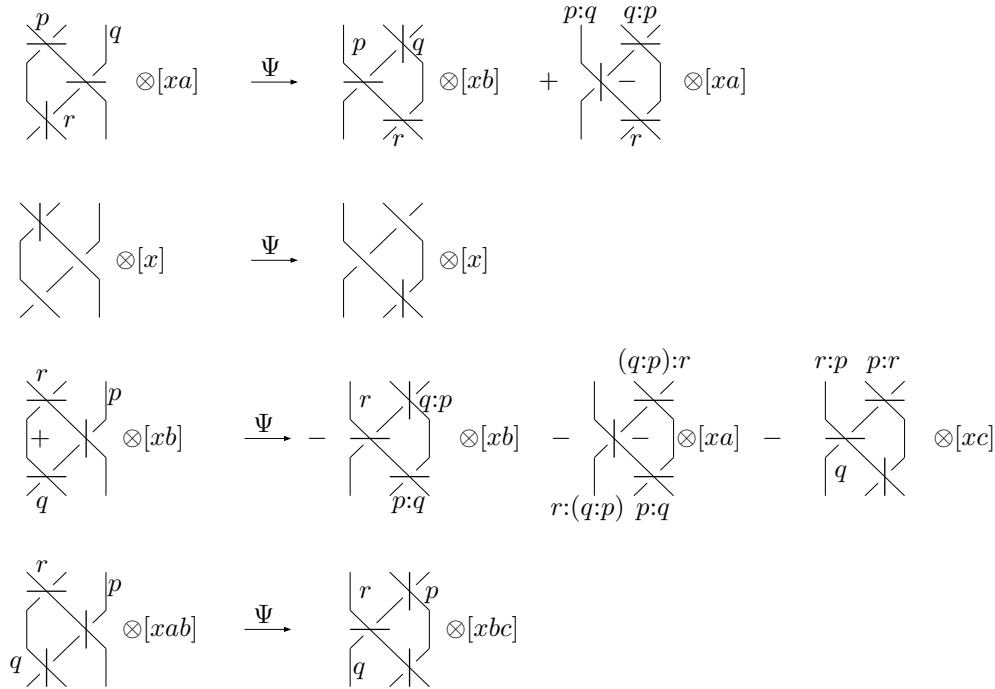 p q ⊗[xa] Ψ p q ⊗[xb] + p:q q:p − ⊗[xa]
r r r
⊗[x] Ψ ⊗[x]
r p + ⊗[xb] Ψ − r q:p ⊗[xb] − (q:p):r − ⊗[xa] − r:p p:r ⊗[xc]
q p:q r:(q:p) p:q q
r p ⊗[xab] Ψ r p ⊗[xbc]
q q